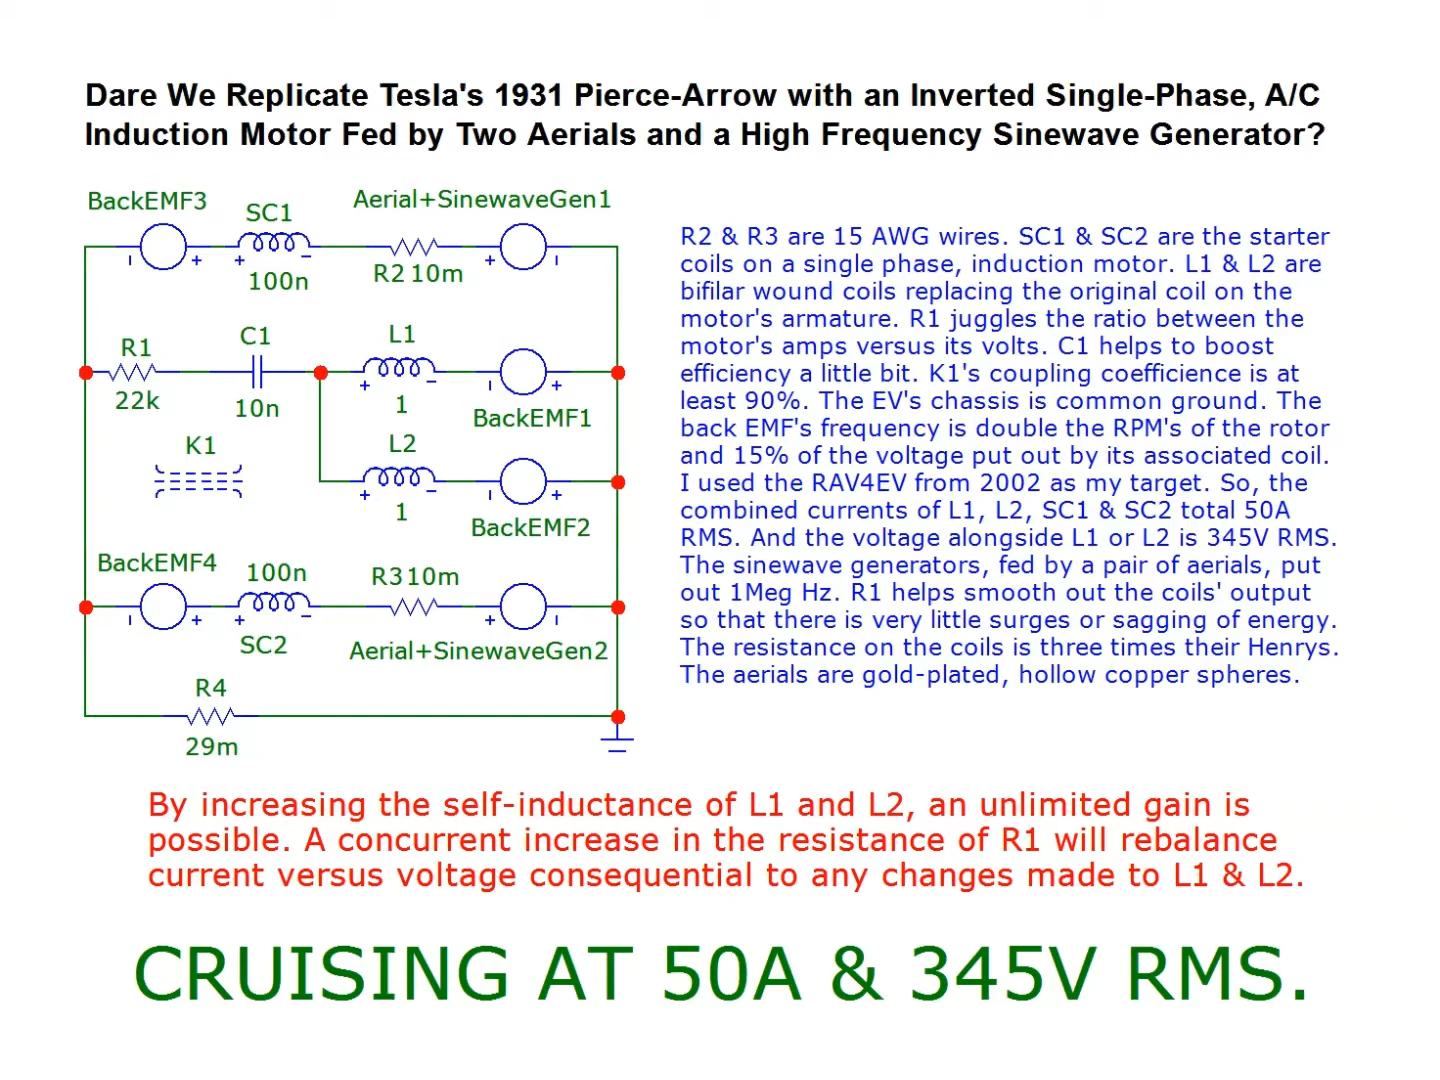 Dare We Replicate Tesla's 1931 Pierce-Arrow with an Inverted Single-Phase, A/C
Induction Motor Fed by Two Aerials and a High Frequency Sinewave Generator?
BackEMF3
SC1
100n
Aerial+SinewaveGen1
R2 10m
R1
22k
C1
10n
L1
1
BackEMF1
K1
L2
1
BackEMF2
BackEMF4
100n
SC2
R3 10m
Aerial+SinewaveGen2
R4
29m
R2 & R3 are 15 AWG wires. SC1 & SC2 are the starter
coils on a single phase, induction motor. L1 & L2 are
bifilar wound coils replacing the original coil on the
motor's armature. R1 juggles the ratio between the
motor's amps versus its volts. C1 helps to boost
efficiency a little bit. K1's coupling coefficience is at
least 90%. The EV's chassis is common ground. The
back EMF's frequency is double the RPM's of the rotor
and 15% of the voltage put out by its associated coil.
I used the RAV4EV from 2002 as my target. So, the
combined currents of L1, L2, SC1 & SC2 total 50A
RMS. And the voltage alongside L1 or L2 is 345V RMS.
The sinewave generators, fed by a pair of aerials, put
out 1Meg Hz. R1 helps smooth out the coils' output
so that there is very little surges or sagging of energy.
The resistance on the coils is three times their Henrys.
The aerials are gold-plated, hollow copper spheres.
By increasing the self-inductance of L1 and L2, an unlimited gain is
possible. A concurrent increase in the resistance of R1 will rebalance
current versus voltage consequential to any changes made to L1 & L2.
CRUISING AT 50A & 345V RMS.